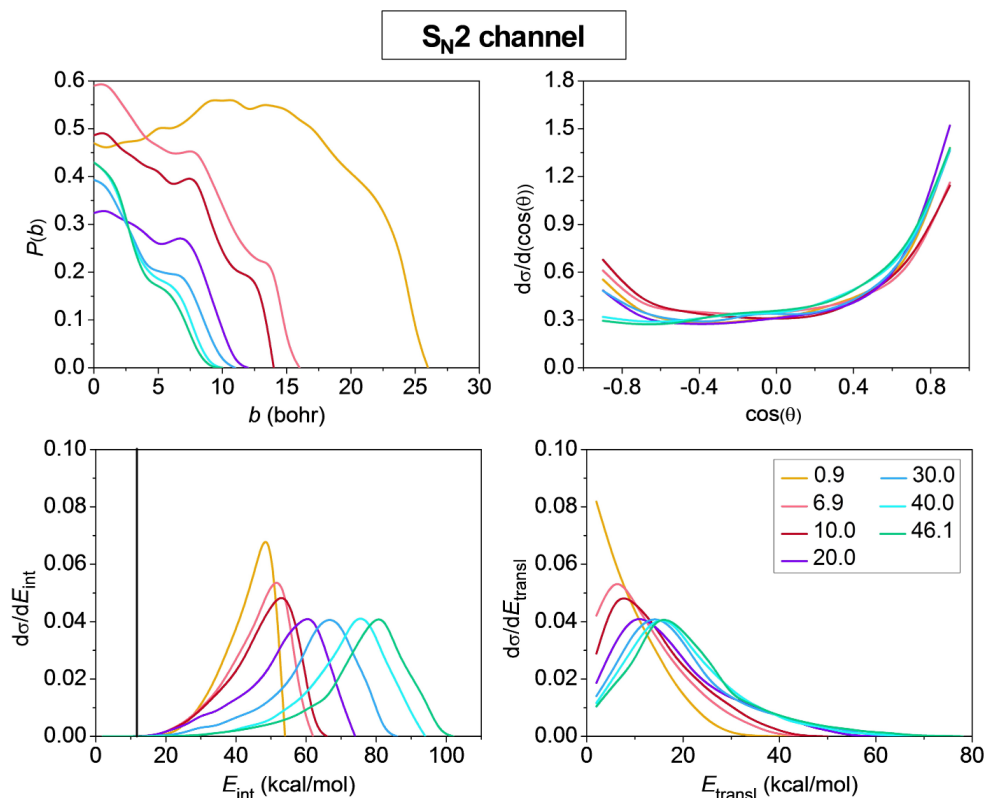 S_N2 channel
0.6
0.5
0.4
0.3
0.2
0.1
0.0
P(b)
0 5 10 15 20 25 30
b (bohr)
1.8
1.5
1.2
0.9
0.6
0.3
0.0
dσ/d(cos(θ))
-0.8 -0.4 0.0 0.4 0.8
cos(θ)
0.10
0.08
0.06
0.04
0.02
0.00
dσ/dE_int
0 20 40 60 80 100
E_int (kcal/mol)
0.10
0.08
0.06
0.04
0.02
0.00
dσ/dE_transl
0.9 30.0
6.9 40.0
10.0 46.1
20.0
0 20 40 60 80
E_transl (kcal/mol)